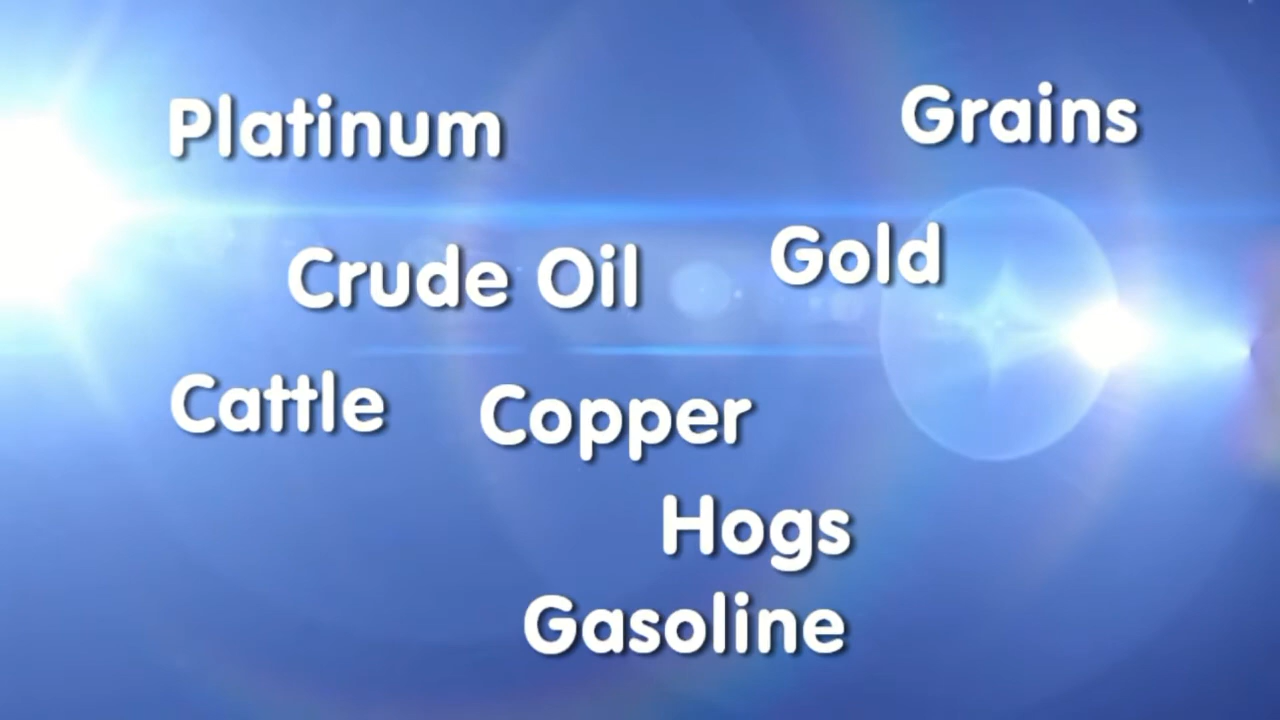 Platinum
Grains
Crude Oil
Gold
Cattle
Copper
Hogs
Gasoline